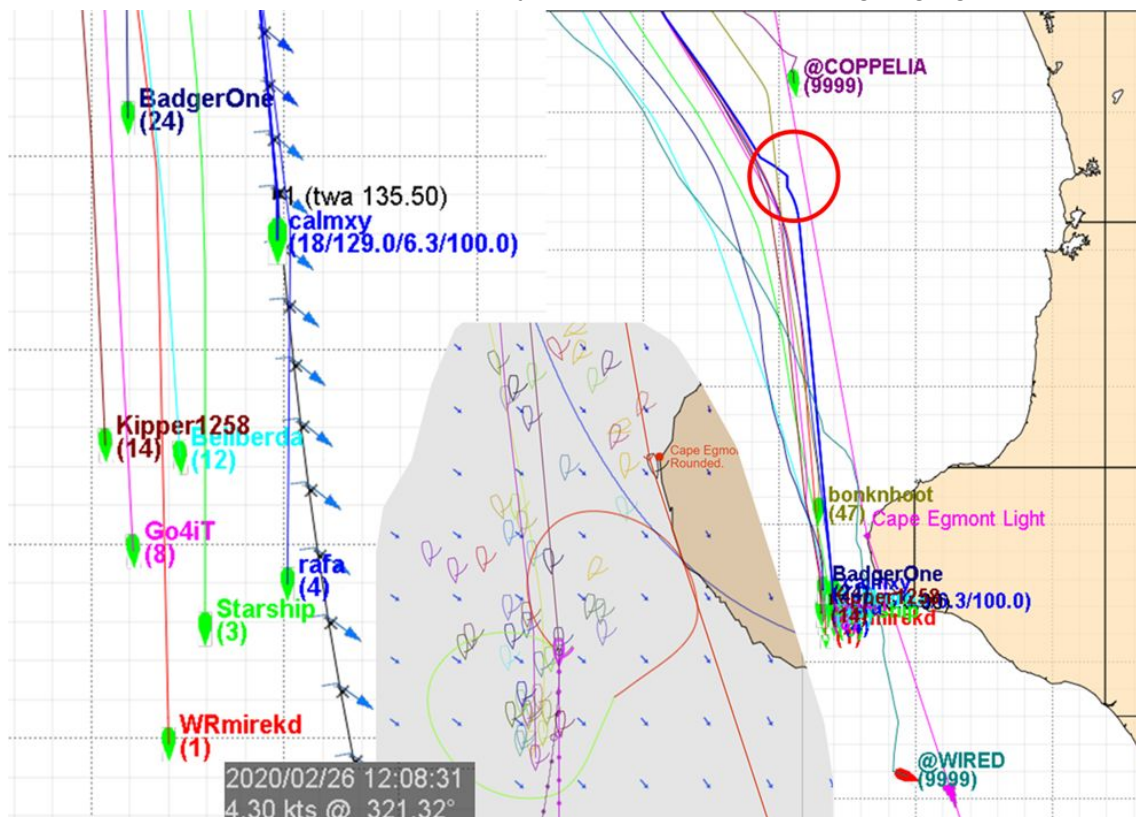 BadgerOne
(24)
1 (twa 135.50)
calmxy
(18/129.0/6.3/100.0)
Kipper1258
(14)
Bellberda
(12)
Go4iT
(8)
rafa
(4)
Starship
(3)
WRmirekd
(1)
2020/02/26 12:08:31
4.30 kts @ 321.32°
Cape Egmon
Rounded.
@COPPELIA
(9999)
bonknhoot
(47)
Cape Egmont Light
BadgerOne
@WIRED
(9999)